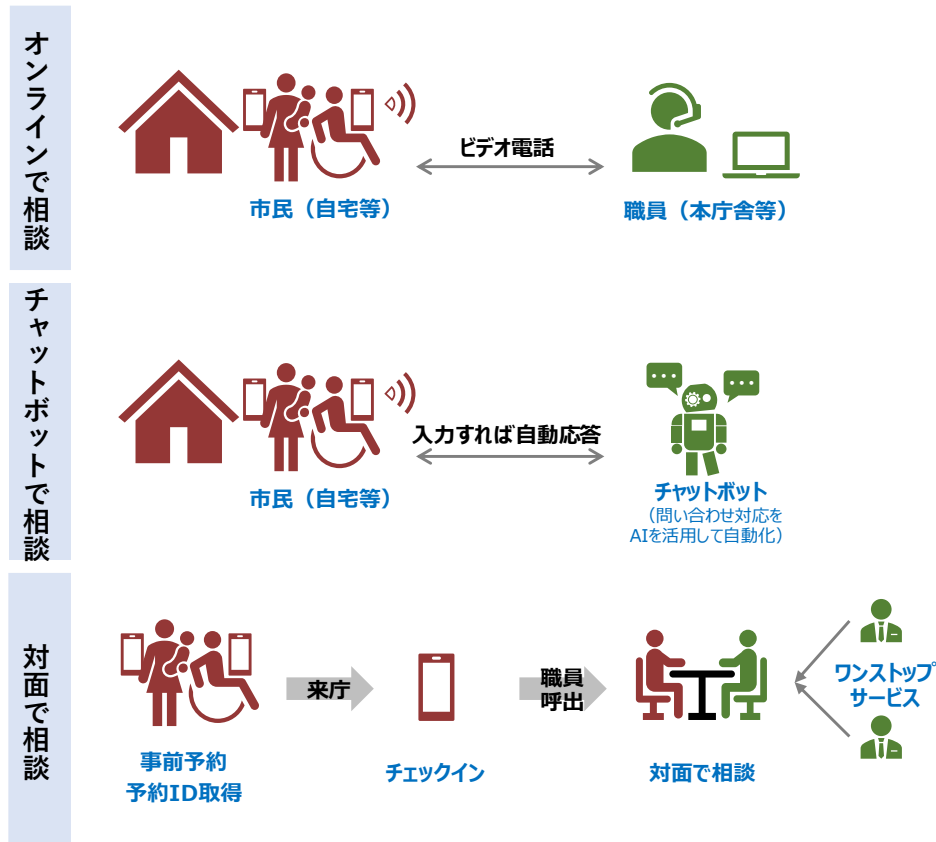 オンラインで相談
ビデオ電話
市民（自宅等）
職員（本庁舎等）
チャットボットで相談
入力すれば自動応答
市民（自宅等）
チャットボット
（問い合わせ対応を
AIを活用して自動化）
対面で相談
事前予約
予約ID取得
来庁
チェックイン
職員
呼出
対面で相談
ワンストップ
サービス